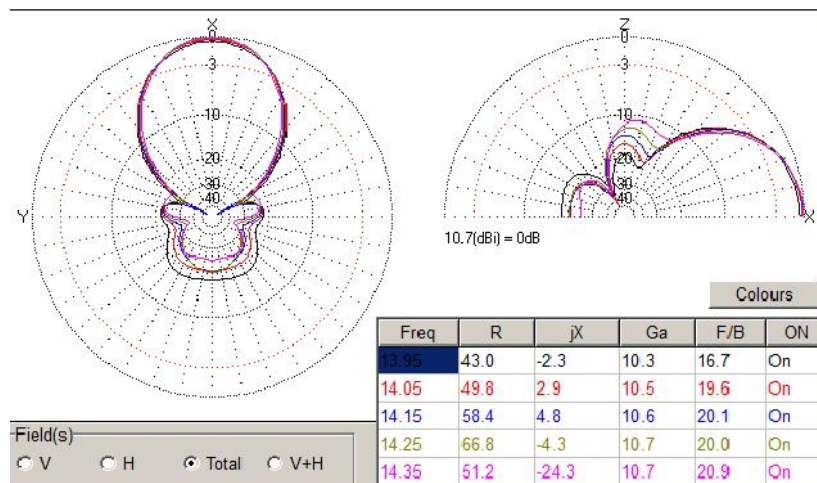 X
0
3
10
20
30
40
Y
Z
0
3
10
20
30
40
X
10.7(dBi) = 0dB
Colours
Freq R jX Ga F/B ON
13.95 43.0 -2.3 10.3 16.7 On
14.05 49.8 2.9 10.5 19.6 On
14.15 58.4 4.8 10.6 20.1 On
14.25 66.8 -4.3 10.7 20.0 On
14.35 51.2 -24.3 10.7 20.9 On
Field(s)
V H Total V+H